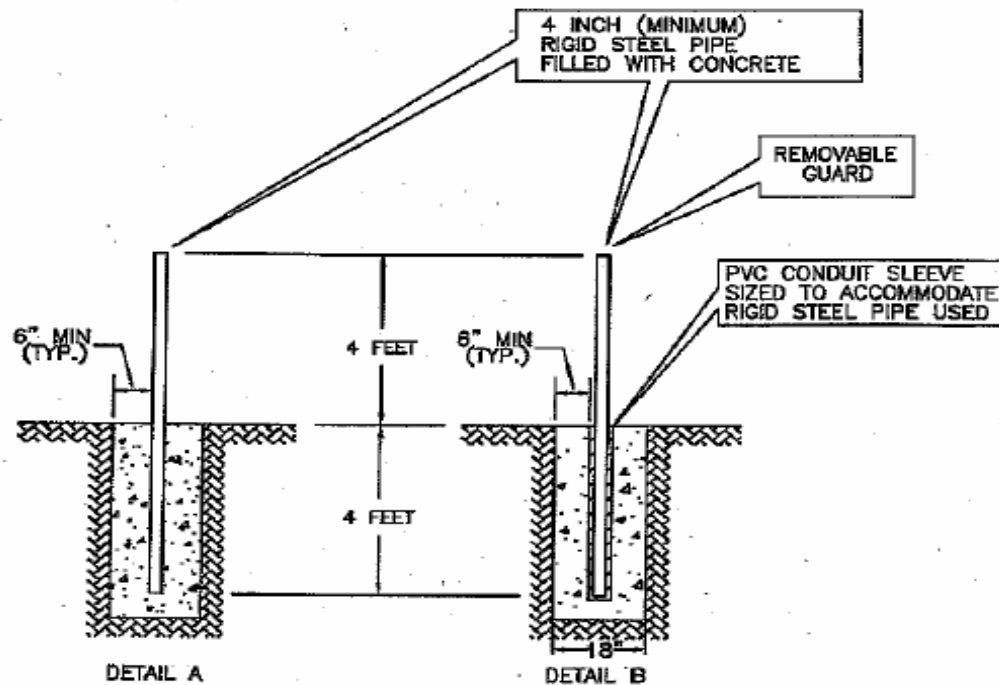 4 INCH (MINIMUM)
RIGID STEEL PIPE
FILLED WITH CONCRETE
REMOVABLE
GUARD
PVC CONDUIT SLEEVE
SIZED TO ACCOMMODATE
RIGID STEEL PIPE USED
6" MIN
(TYP.)
4 FEET
6" MIN
(TYP.)
4 FEET
18"
DETAIL A
DETAIL B